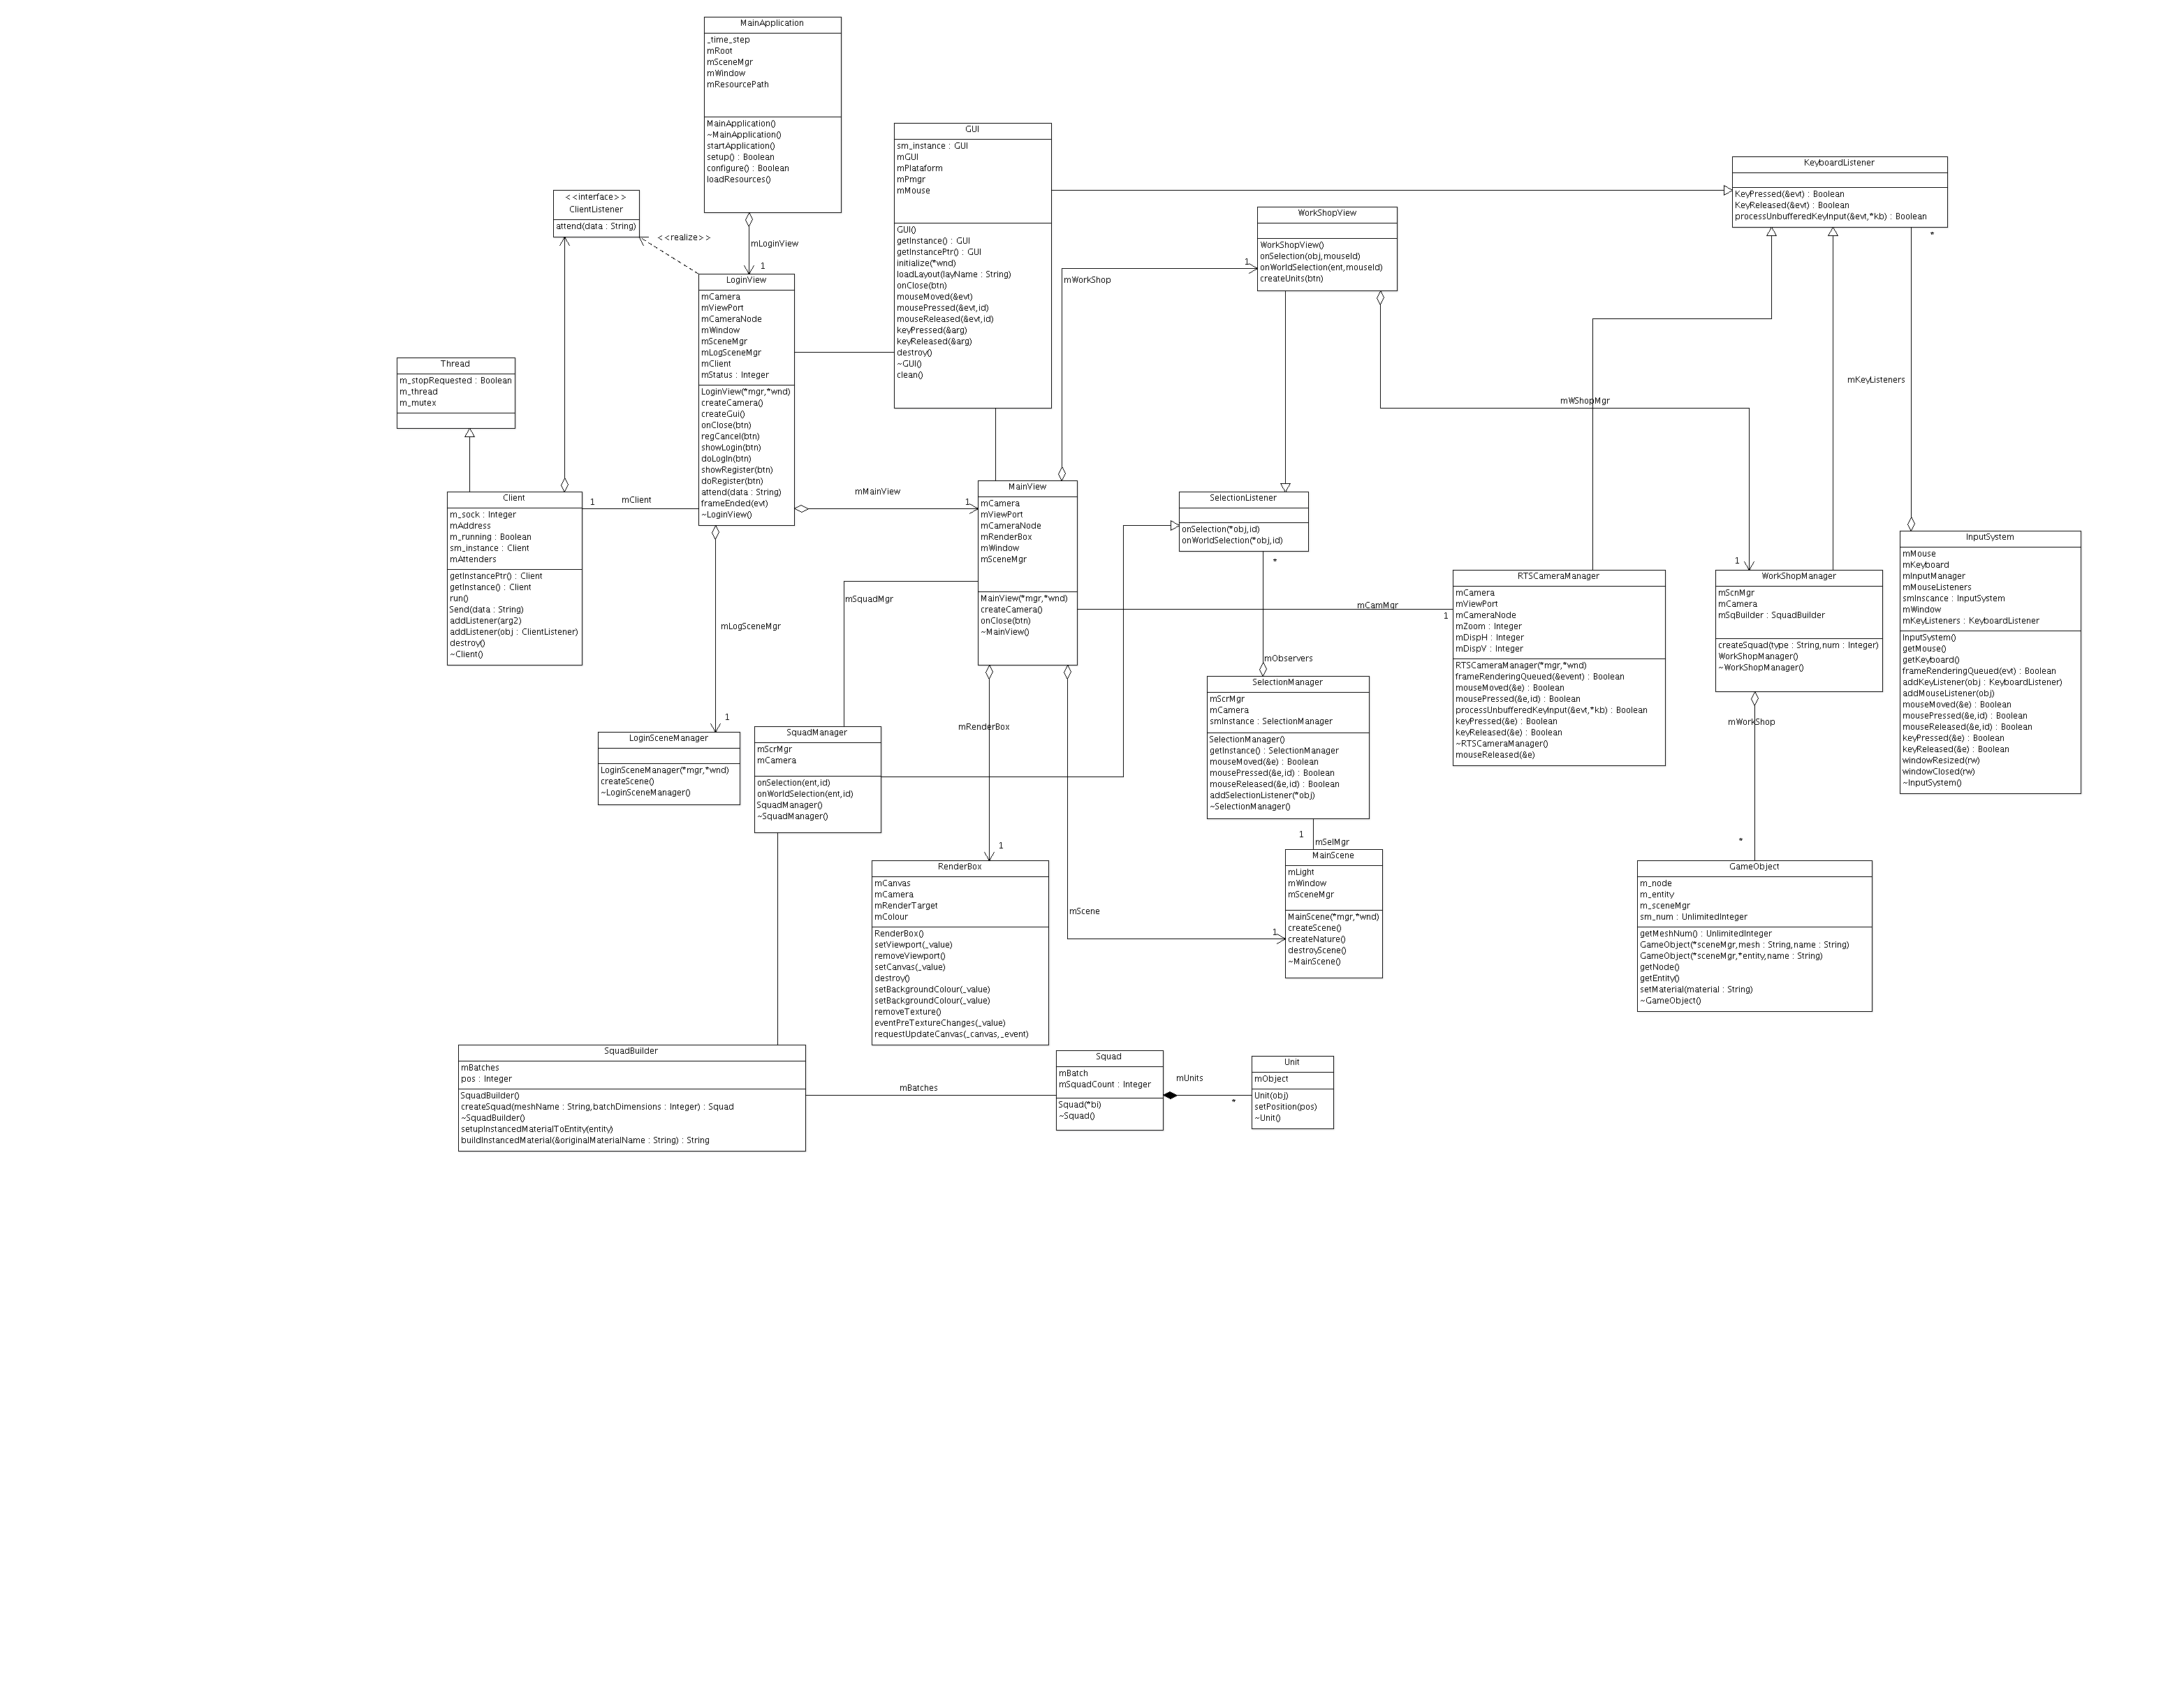 MainApplication
_time_step
mRoot
mSceneMgr
mWindow
mResourcePath
MainApplication()
~MainApplication()
startApplication()
setup() : Boolean
configure() : Boolean
loadResources()
mLoginView
1
<<interface>>
ClientListener
attend(data : String)
<<realize>>
GUI
sm_instance : GUI
mGUI
mPlataform
mPmgr
mMouse
GUI()
getInstance() : GUI
getInstancePtr() : GUI
initialize(*wnd)
loadLayout(layName : String)
onClose(btn)
mouseMoved(&evt)
mousePressed(&evt,id)
mouseReleased(&evt,id)
keyPressed(&arg)
keyReleased(&arg)
destroy()
~GUI()
clean()
KeyboardListener
KeyPressed(&evt) : Boolean
KeyReleased(&evt) : Boolean
processUnbufferedKeyInput(&evt,*kb) : Boolean
*
mKeyListeners
WorkShopView
WorkShopView()
onSelection(obj,mouseId)
onWorldSelection(ent,mouseId)
createUnits(btn)
1
mWorkShop
mWShopMgr
1
LoginView
mCamera
mViewPort
mCameraNode
mWindow
mSceneMgr
mLogSceneMgr
mClient
mStatus : Integer
LoginView(*mgr,*wnd)
createCamera()
createGui()
onClose(btn)
regCancel(btn)
showLogin(btn)
doLogIn(btn)
showRegister(btn)
doRegister(btn)
attend(data : String)
frameEnded(evt)
~LoginView()
Thread
m_stopRequested : Boolean
m_thread
m_mutex
Client
m_sock : Integer
mAddress
m_running : Boolean
sm_instance : Client
mAttenders
getInstancePtr() : Client
getInstance() : Client
run()
Send(data : String)
addListener(arg2)
addListener(obj : ClientListener)
destroy()
~Client()
1
mClient
mMainView
1
MainView
mCamera
mViewPort
mCameraNode
mRenderBox
mWindow
mSceneMgr
MainView(*mgr,*wnd)
createCamera()
onClose(btn)
~MainView()
SelectionListener
onSelection(*obj,id)
onWorldSelection(*obj,id)
*
mObservers
mSquadMgr
mCamMgr
1
RTSCameraManager
mCamera
mViewPort
mCameraNode
mZoom : Integer
mDispH : Integer
mDispV : Integer
RTSCameraManager(*mgr,*wnd)
frameRenderingQueued(&event) : Boolean
mouseMoved(&e) : Boolean
mousePressed(&e,id) : Boolean
processUnbufferedKeyInput(&evt,*kb) : Boolean
keyPressed(&e) : Boolean
keyReleased(&e) : Boolean
~RTSCameraManager()
mouseReleased(&e)
WorkShopManager
mScnMgr
mCamera
mSqBuilder : SquadBuilder
createSquad(type : String,num : Integer)
WorkShopManager()
~WorkShopManager()
mWorkShop
*
InputSystem
mMouse
mKeyboard
mInputManager
mMouseListeners
smInscance : InputSystem
mWindow
mKeyListeners : KeyboardListener
InputSystem()
getMouse()
getKeyboard()
frameRenderingQueued(evt) : Boolean
addKeyListener(obj : KeyboardListener)
addMouseListener(obj)
mouseMoved(&e) : Boolean
mousePressed(&e,id) : Boolean
mouseReleased(&e,id) : Boolean
keyPressed(&e) : Boolean
keyReleased(&e) : Boolean
windowResized(rw)
windowClosed(rw)
~InputSystem()
mLogSceneMgr
1
LoginSceneManager
LoginSceneManager(*mgr,*wnd)
createScene()
~LoginSceneManager()
SquadManager
mScrMgr
mCamera
onSelection(ent,id)
onWorldSelection(ent,id)
SquadManager()
~SquadManager()
mRenderBox
1
SelectionManager
mScrMgr
mCamera
smInstance : SelectionManager
SelectionManager()
getInstance() : SelectionManager
mouseMoved(&e) : Boolean
mousePressed(&e,id) : Boolean
mouseReleased(&e,id) : Boolean
addSelectionListener(*obj)
~SelectionManager()
1
mSelMgr
RenderBox
mCanvas
mCamera
mRenderTarget
mColour
RenderBox()
setViewport(_value)
removeViewport()
setCanvas(_value)
destroy()
setBackgroundColour(_value)
setBackgroundColour(_value)
removeTexture()
eventPreTextureChanges(_value)
requestUpdateCanvas(_canvas,_event)
mScene
1
MainScene
mLight
mWindow
mSceneMgr
MainScene(*mgr,*wnd)
createScene()
createNature()
destroyScene()
~MainScene()
GameObject
m_node
m_entity
m_sceneMgr
sm_num : UnlimitedInteger
getMeshNum() : UnlimitedInteger
GameObject(*sceneMgr,mesh : String,name : String)
GameObject(*sceneMgr,*entity,name : String)
getNode()
getEntity()
setMaterial(material : String)
~GameObject()
SquadBuilder
mBatches
pos : Integer
SquadBuilder()
createSquad(meshName : String,batchDimensions : Integer) : Squad
~SquadBuilder()
setupInstancedMaterialToEntity(entity)
buildInstancedMaterial(&originalMaterialName : String) : String
mBatches
Squad
mBatch
mSquadCount : Integer
Squad(*bi)
~Squad()
mUnits
*
Unit
mObject
Unit(obj)
setPosition(pos)
~Unit()